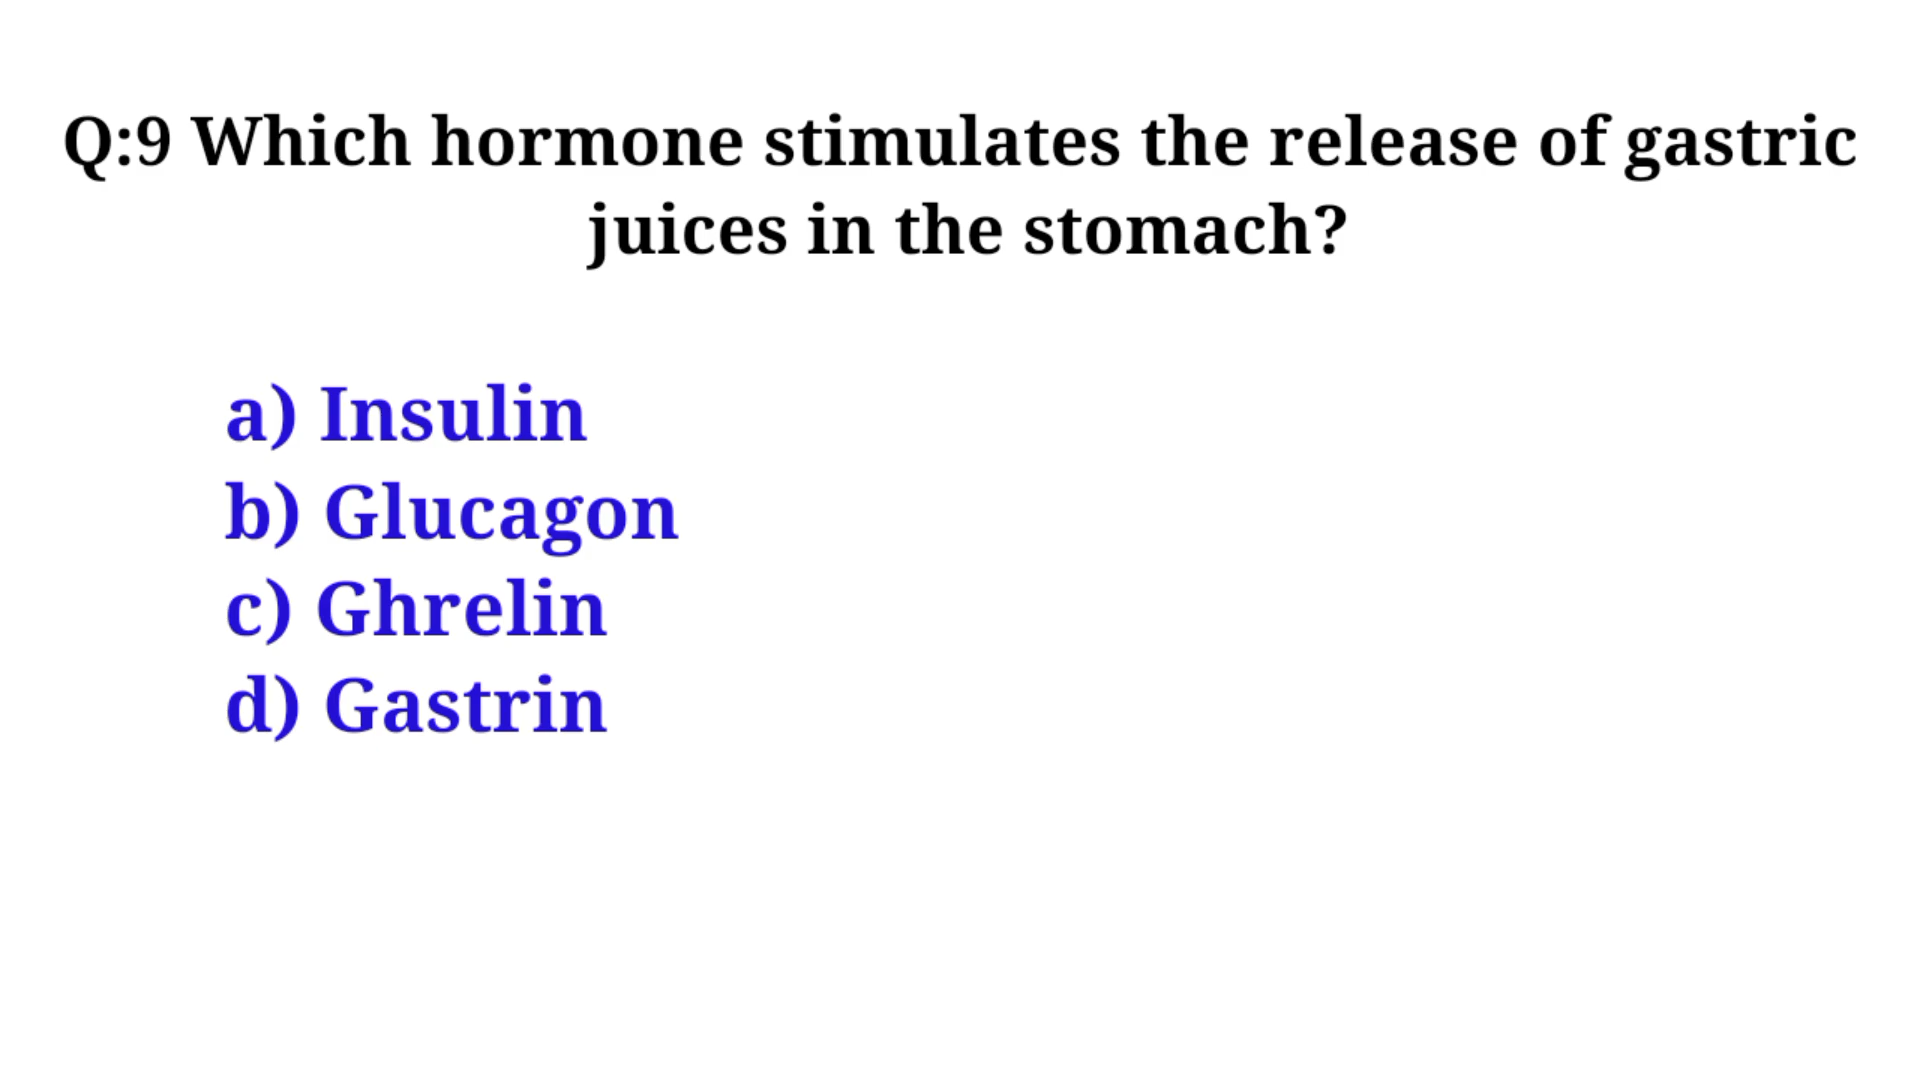 Q:9 Which hormone stimulates the release of gastric
juices in the stomach?
a) Insulin
b) Glucagon
c) Ghrelin
d) Gastrin